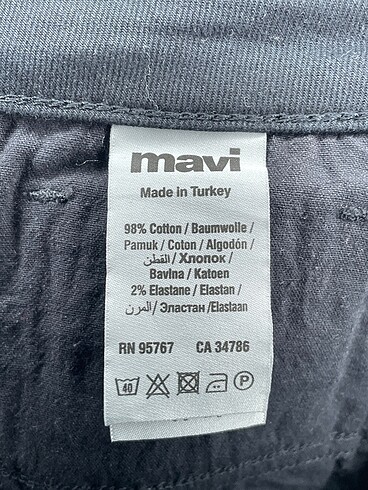 mavi
Made in Turkey
98% Cotton / Baumwolle /
Pamuk / Coton / Algodón /
القطن / Хлопок /
Bavlna / Katoen
2% Elastane / Elastan /
المرن / Эластан /Elastaan
RN 95767 CA 34786
40 P